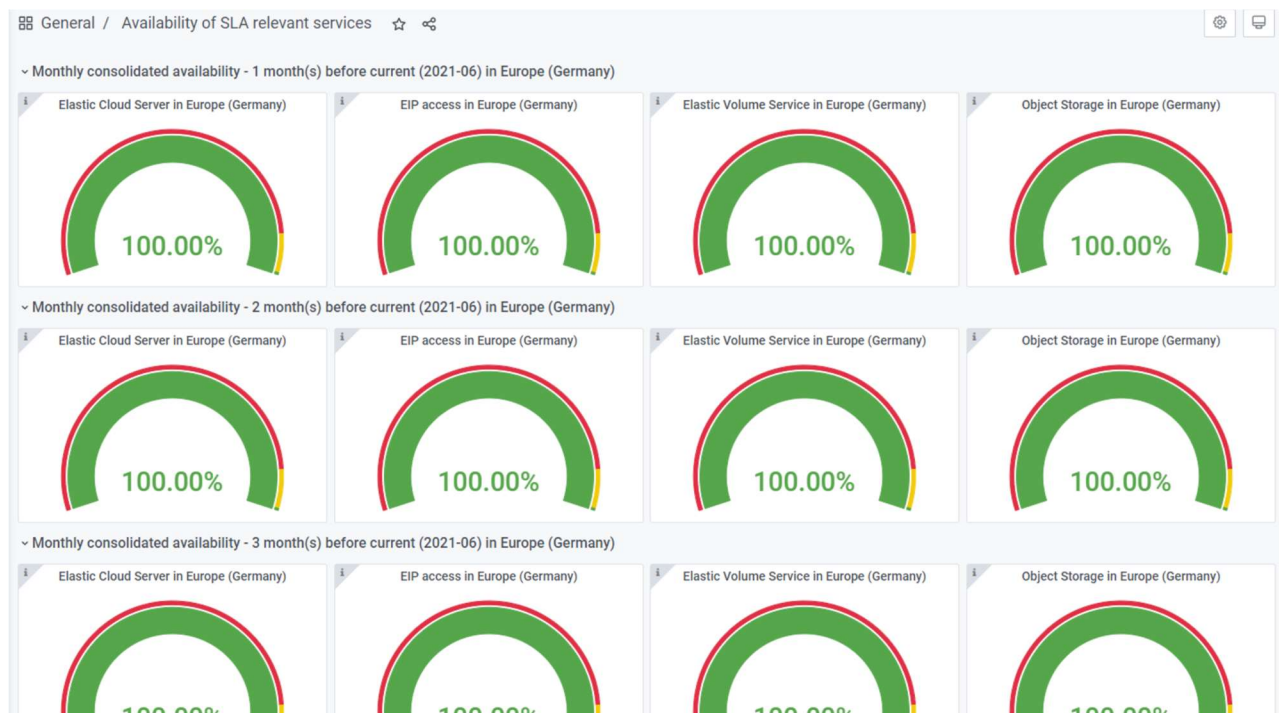 General / Availability of SLA relevant services
Monthly consolidated availability - 1 month(s) before current (2021-06) in Europe (Germany)
Elastic Cloud Server in Europe (Germany)
100.00%
EIP access in Europe (Germany)
100.00%
Elastic Volume Service in Europe (Germany)
100.00%
Object Storage in Europe (Germany)
100.00%
Monthly consolidated availability - 2 month(s) before current (2021-06) in Europe (Germany)
Elastic Cloud Server in Europe (Germany)
100.00%
EIP access in Europe (Germany)
100.00%
Elastic Volume Service in Europe (Germany)
100.00%
Object Storage in Europe (Germany)
100.00%
Monthly consolidated availability - 3 month(s) before current (2021-06) in Europe (Germany)
Elastic Cloud Server in Europe (Germany)
EIP access in Europe (Germany)
Elastic Volume Service in Europe (Germany)
Object Storage in Europe (Germany)